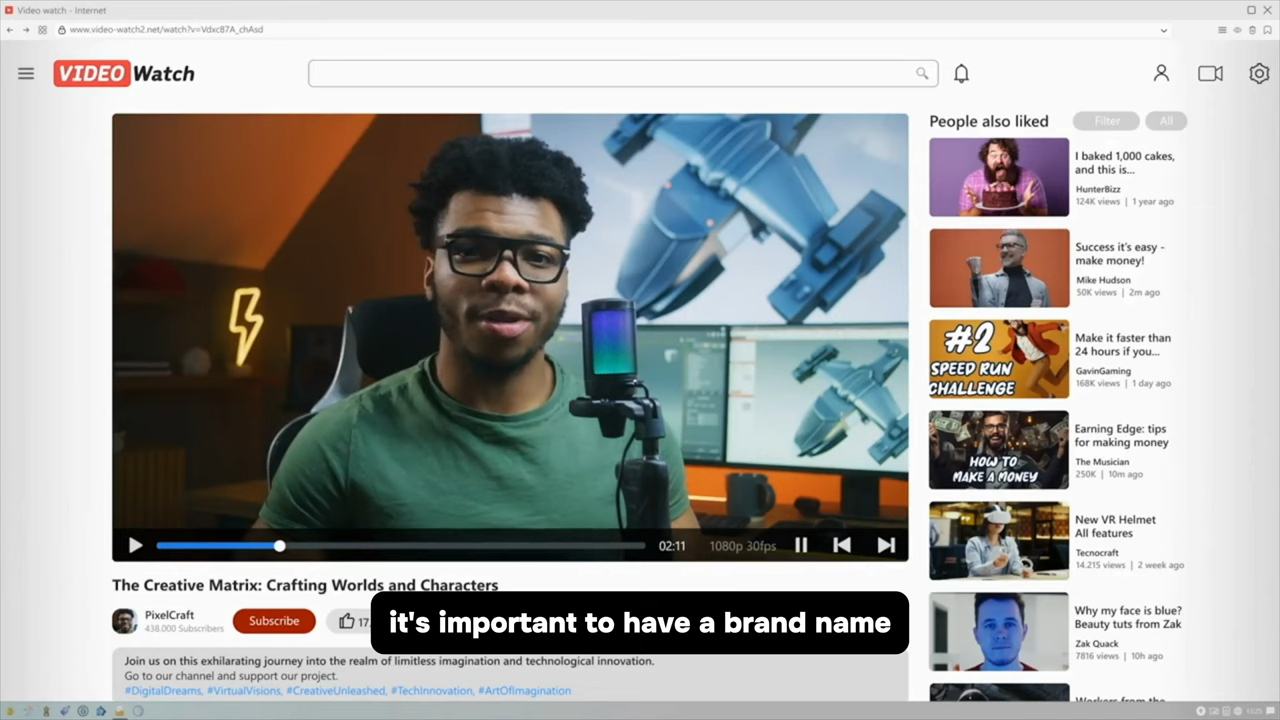 Video watch - Internet
www.video-watch2.net/watch?v=Vdxc87A_chAsd
VIDEO Watch
People also liked
Filter
All
I baked 1,000 cakes,
and this is...
HunterBizz
124K views | 1 year ago
Success it's easy -
make money!
Mike Hudson
50K views | 2m ago
#2
SPEED RUN
CHALLENGE
Make it faster than
24 hours if you...
GavinGaming
168K views | 1 day ago
HOW TO
MAKE A MONEY
Earning Edge: tips
for making money
The Musician
250K | 10m ago
New VR Helmet
All features
Tecnocraft
14.215 views | 2 week ago
Why my face is blue?
Beauty tuts from Zak
Zak Quack
7816 views | 10h ago
Workers from the
02:11
1080p 30fps
The Creative Matrix: Crafting Worlds and Characters
PixelCraft
438.000 Subscribers
Subscribe
it's important to have a brand name
Join us on this exhilarating journey into the realm of limitless imagination and technological innovation.
Go to our channel and support our project.
#DigitalDreams, #VirtualVisions, #CreativeUnleashed, #TechInnovation, #ArtOfImagination